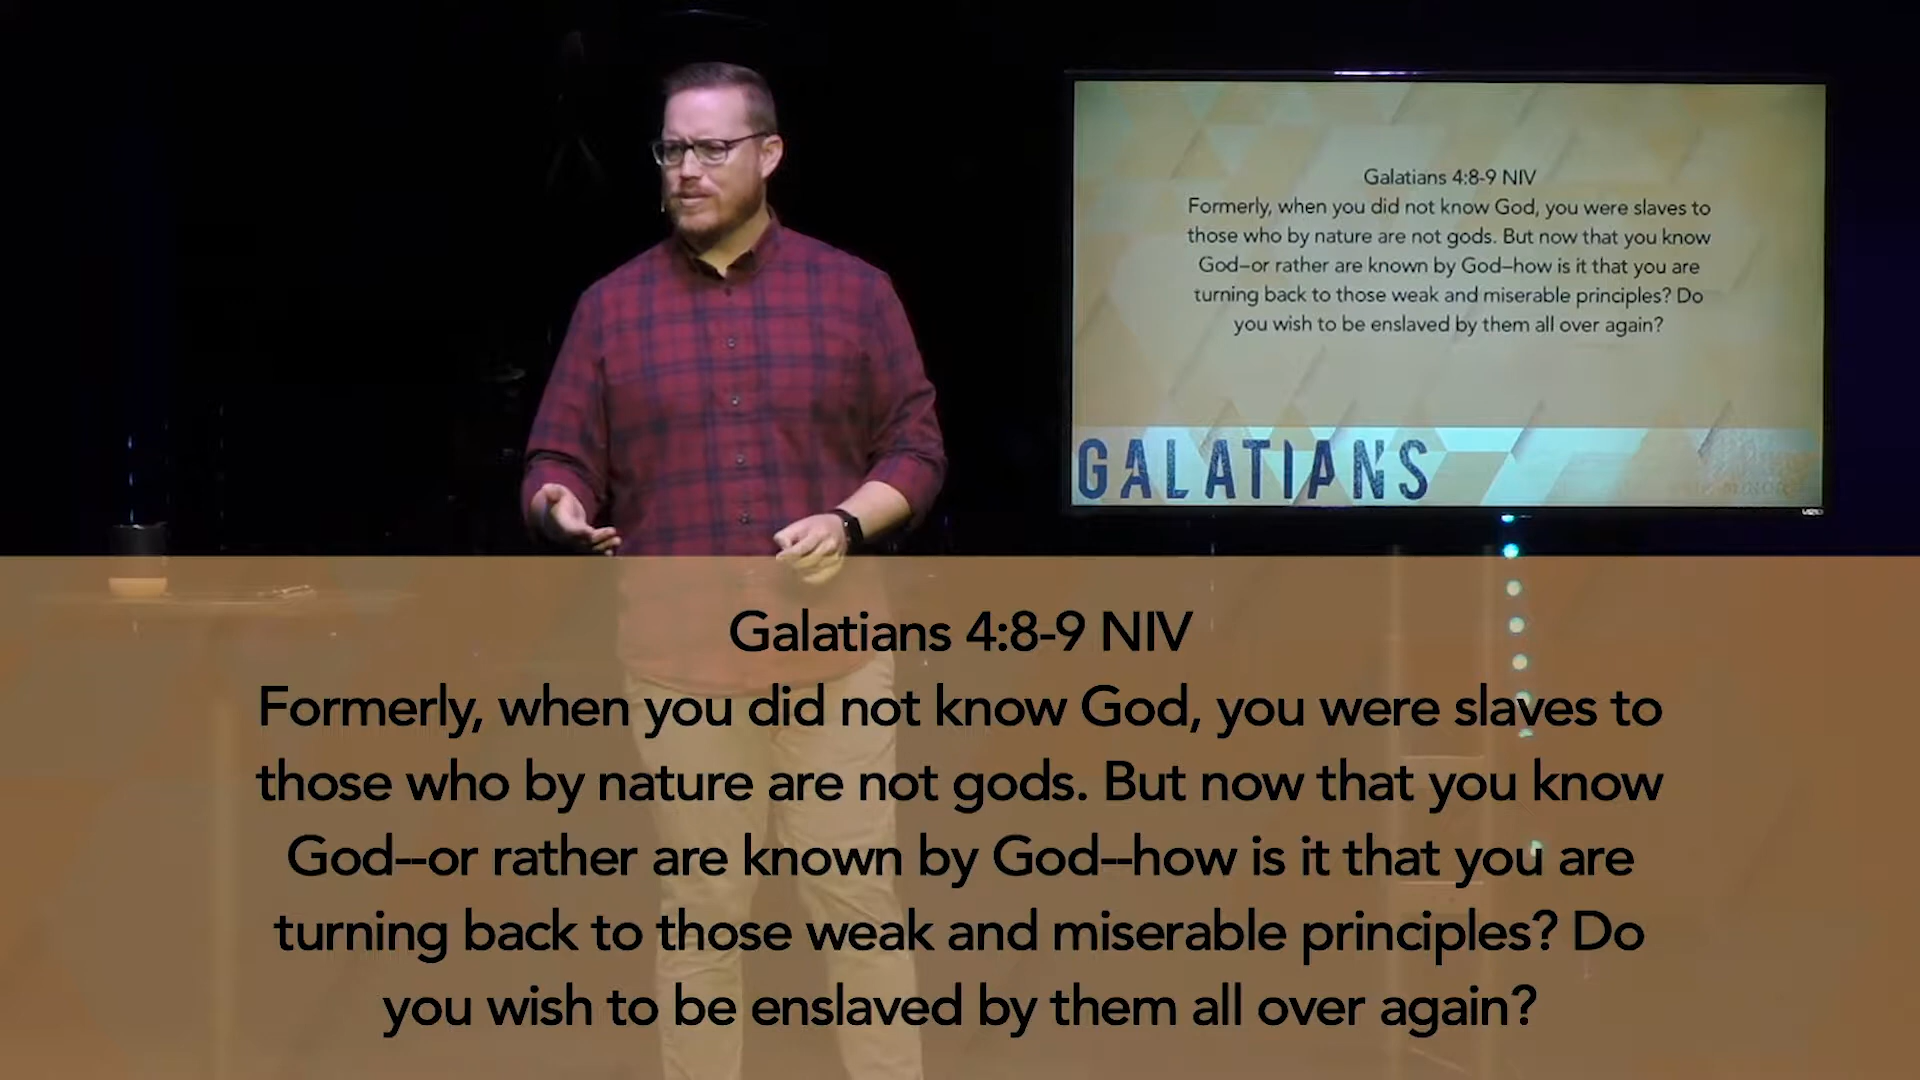 Galatians 4:8-9 NIV
Formerly, when you did not know God, you were slaves to
those who by nature are not gods. But now that you know
God–or rather are known by God–how is it that you are
turning back to those weak and miserable principles? Do
you wish to be enslaved by them all over again?
GALATIANS
VIZIO
Galatians 4:8-9 NIV
Formerly, when you did not know God, you were slaves to
those who by nature are not gods. But now that you know
God--or rather are known by God--how is it that you are
turning back to those weak and miserable principles? Do
you wish to be enslaved by them all over again?